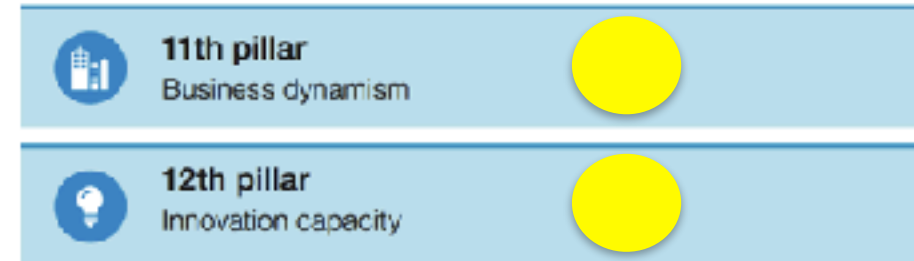 11th pillar
Business dynamism
12th pillar
Innovation capacity